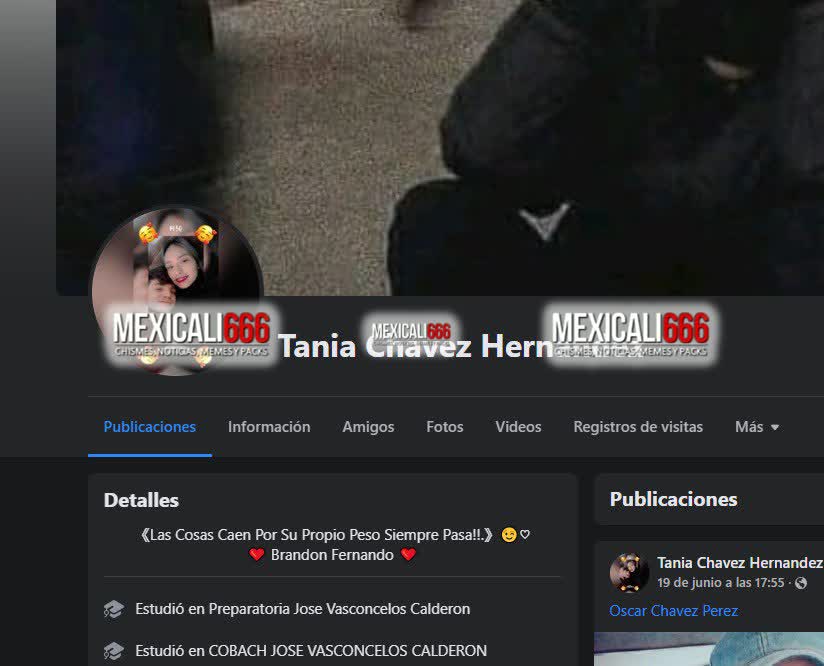 MEXICALI666
CHISMES, NOTICIAS, MEMES Y PACKS
MEXICALI666
MEXICALI666
CHISMES, NOTICIAS, MEMES Y PACKS
Tania Chavez Hern
Publicaciones
Información
Amigos
Fotos
Videos
Registros de visitas
Más
Detalles
《Las Cosas Caen Por Su Propio Peso Siempre Pasa!!.》 😉♡
❤️ Brandon Fernando ❤️
Estudió en Preparatoria Jose Vasconcelos Calderon
Estudió en COBACH JOSE VASCONCELOS CALDERON
Publicaciones
Tania Chavez Hernandez
19 de junio a las 17:55 ·
Oscar Chavez Perez